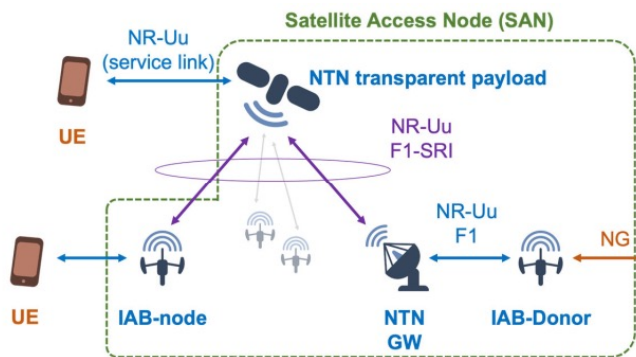 Satellite Access Node (SAN)
NR-Uu
(service link)
NTN transparent payload
UE
NR-Uu
F1-SRI
NR-Uu
F1
NG
UE
IAB-node
NTN
GW
IAB-Donor